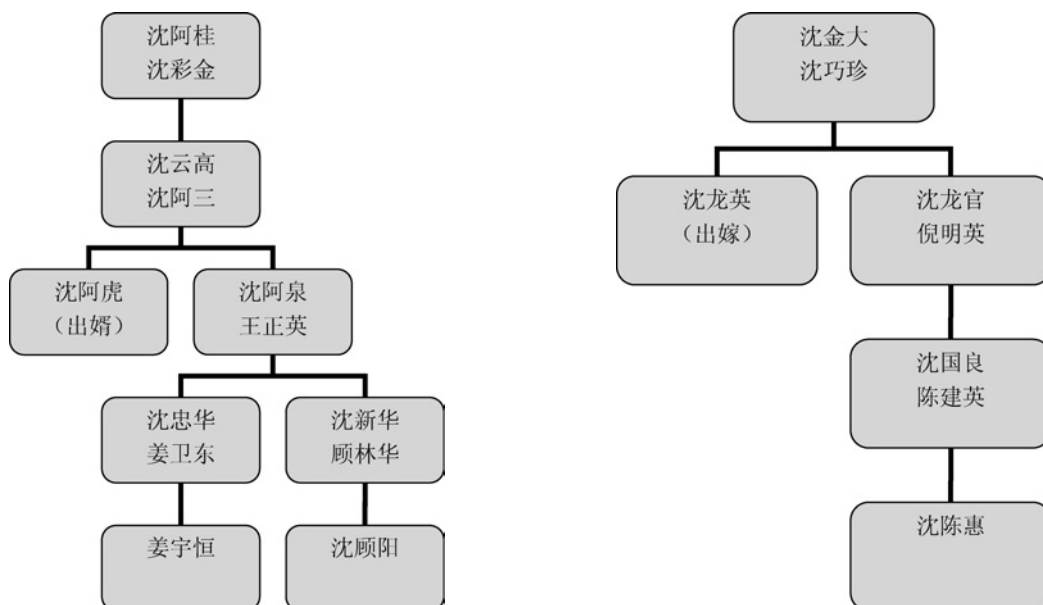 沈阿桂
沈彩金
沈云高
沈阿三
沈阿虎
（出婿）
沈阿泉
王正英
沈忠华
姜卫东
沈新华
顾林华
姜宇恒
沈顾阳
沈金大
沈巧珍
沈龙英
（出嫁）
沈龙官
倪明英
沈国良
陈建英
沈陈惠